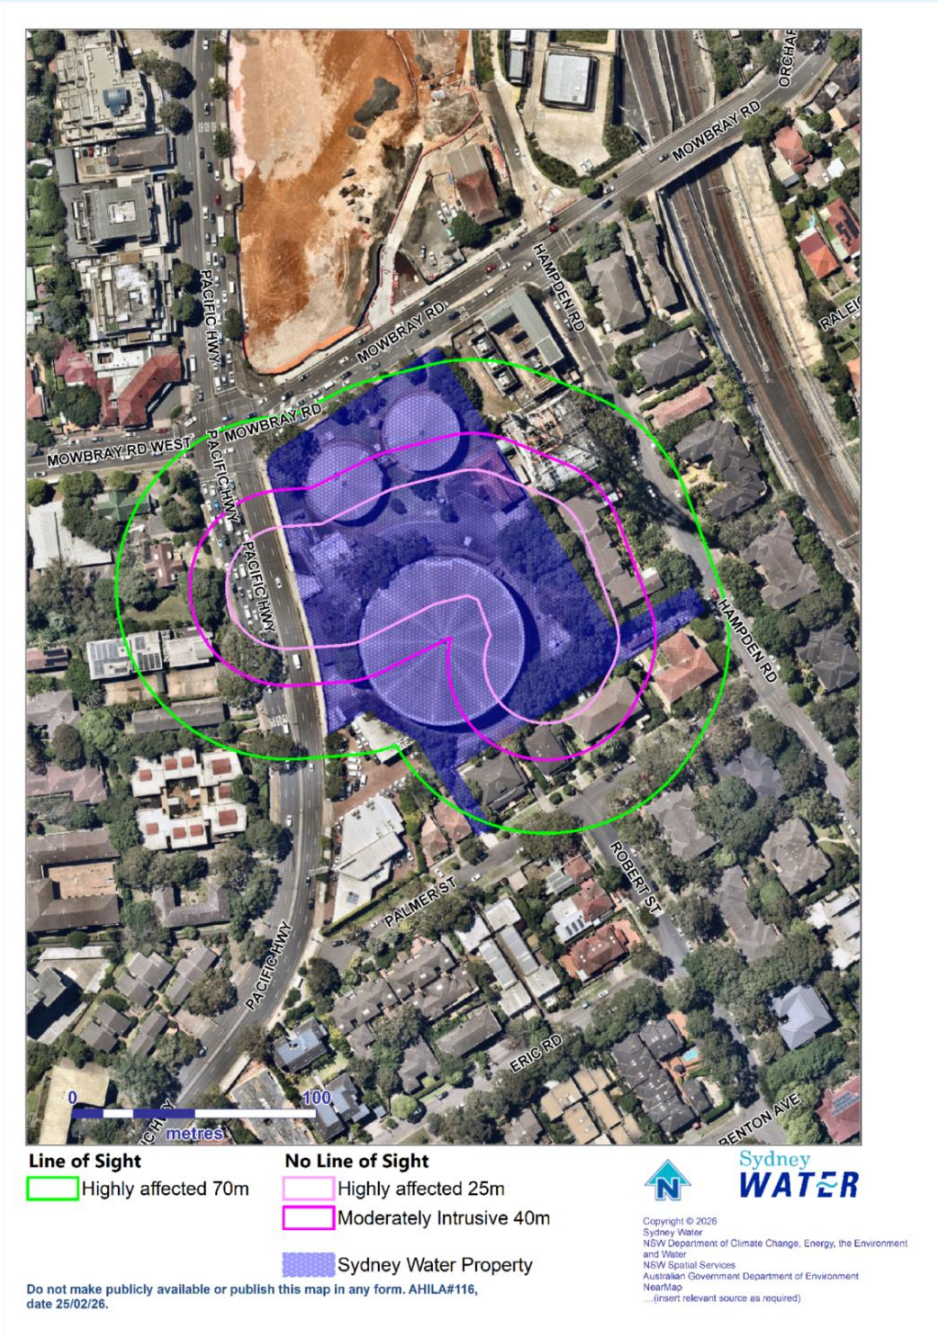 ORCHAR
MOWBRAY RD
HAMPDEN RD
PACIFIC HWY
MOWBRAY RD
RALEIG
MOWBRAY RD
MOWBRAY RD WEST
PACIFIC HWY
PACIFIC HWY
HAMPDEN RD
ROBERT ST
PALMER ST
PACIFIC HWY
ERIC RD
BENTON AVE
IC HWY
0 100
metres
Line of Sight
Highly affected 70m
No Line of Sight
Highly affected 25m
Moderately Intrusive 40m
Sydney Water Property
Do not make publicly available or publish this map in any form. AHILA#116,
date 25/02/26.
N
Sydney
WATER
Copyright © 2026
Sydney Water
NSW Department of Climate Change, Energy, the Environment
and Water
NSW Spatial Services
Australian Government Department of Environment
NearMap
....(insert relevant source as required)